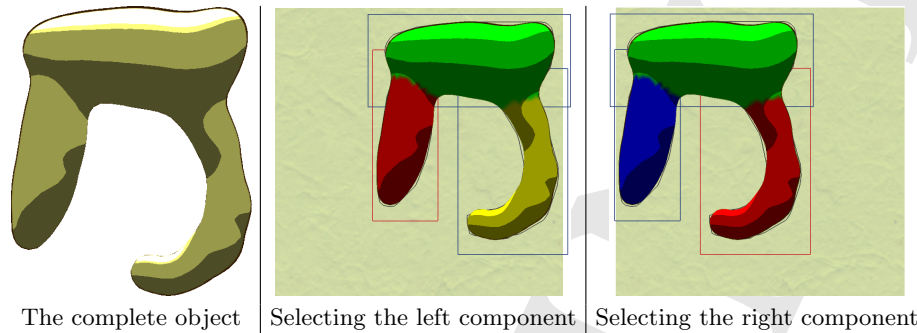 The complete object
Selecting the left component
Selecting the right component